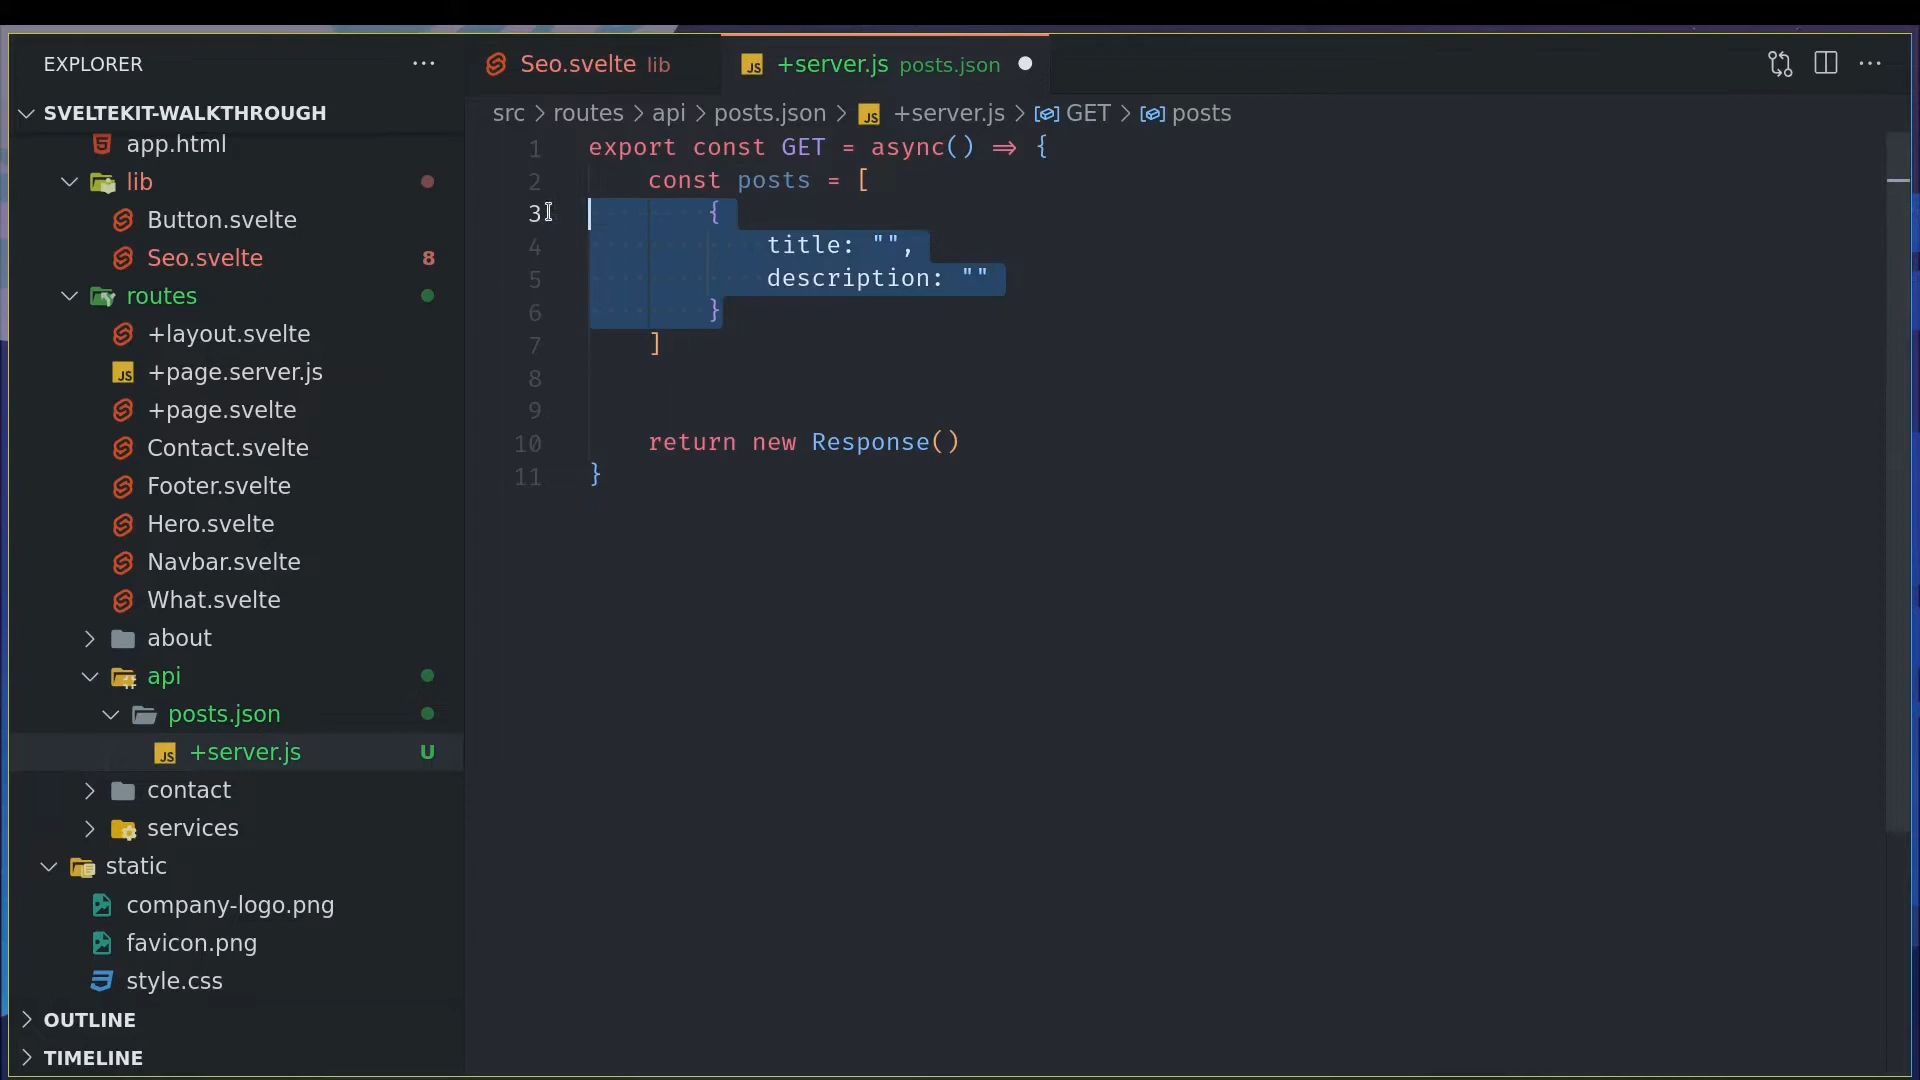 EXPLORER
SVELTEKIT-WALKTHROUGH
app.html
lib
Button.svelte
Seo.svelte 8
routes
+layout.svelte
JS +page.server.js
+page.svelte
Contact.svelte
Footer.svelte
Hero.svelte
Navbar.svelte
What.svelte
about
api
posts.json
JS +server.js U
contact
services
static
company-logo.png
favicon.png
style.css
OUTLINE
TIMELINE
Seo.svelte lib
JS +server.js posts.json
src > routes > api > posts.json > JS +server.js > GET > posts
1 export const GET = async() => {
2 const posts = [
3 {
4 title: "",
5 description: ""
6 }
7 ]
8
9
10 return new Response()
11 }